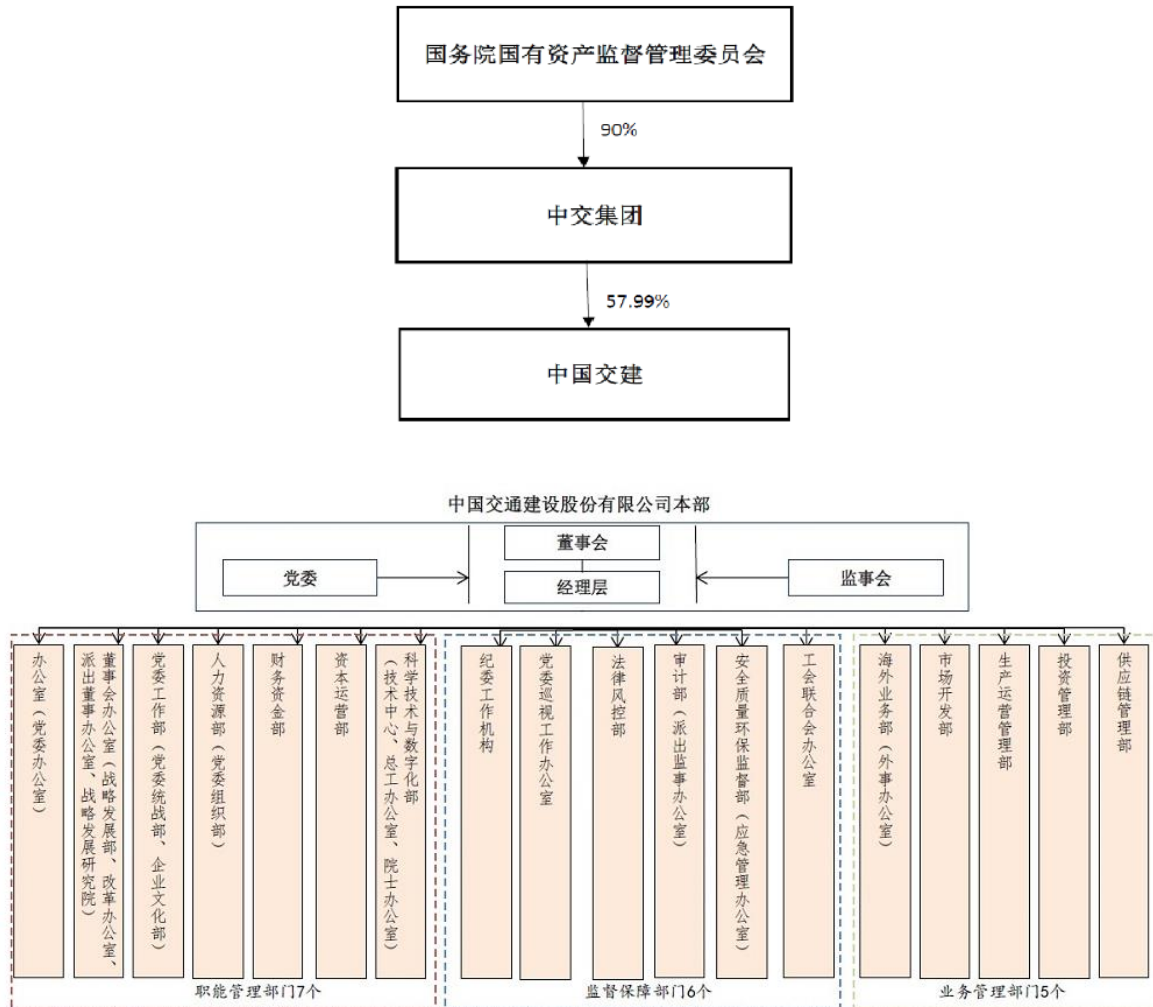 国务院国有资产监督管理委员会
90%
中交集团
57.99%
中国交建
中国交通建设股份有限公司本部
董事会
党委
经理层
监事会
办公室（党委办公室）
董事会办公室（战略发展部、改革办公室、
派出董事办公室、战略发展研究院）
党委工作部（党委统战部、企业文化部）
人力资源部（党委组织部）
财务资金部
资本运营部
科学技术与数字化部
（技术中心、总工办公室、院士办公室）
纪委工作机构
党委巡视工作办公室
法律风控部
审计部（派出监事办公室）
安全质量环保监督部（应急管理办公室）
工会联合会办公室
海外业务部（外事办公室）
市场开发部
生产运营管理部
投资管理部
供应链管理部
职能管理部门7个
监督保障部门6个
业务管理部门5个